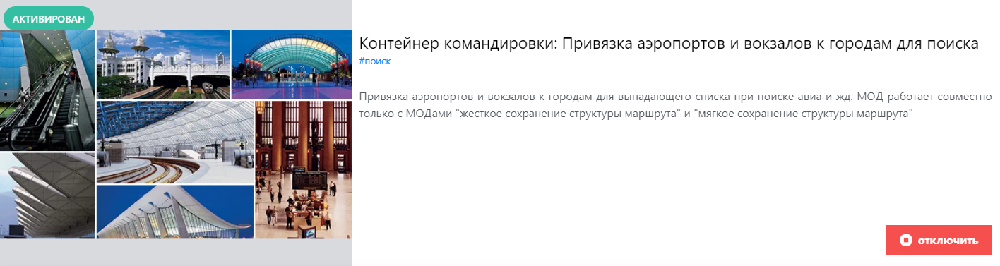 АКТИВИРОВАН
Контейнер командировки: Привязка аэропортов и вокзалов к городам для поиска
#поиск
Привязка аэропортов и вокзалов к городам для выпадающего списка при поиске авиа и жд. МОД работает совместно
только с МОДами "жесткое сохранение структуры маршрута" и "мягкое сохранение структуры маршрута"
отключить